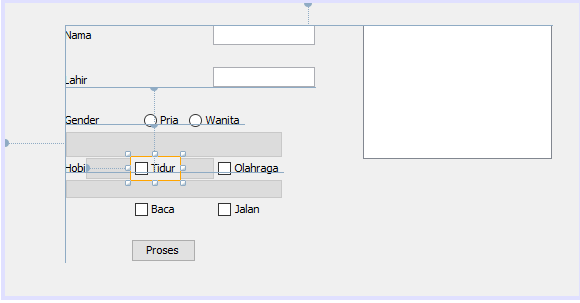 Nama
Lahir
Gender Pria Wanita
Hobi Tidur Olahraga
Baca Jalan
Proses